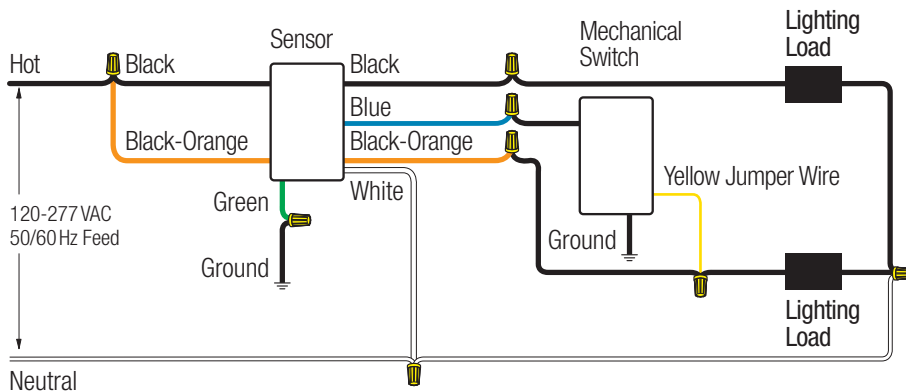 Sensor
Mechanical
Switch
Lighting
Load
Hot
Black
Black
Blue
Black-Orange
Black-Orange
White
Yellow Jumper Wire
Green
120-277 VAC
50/60 Hz Feed
Ground
Ground
Lighting
Load
Neutral